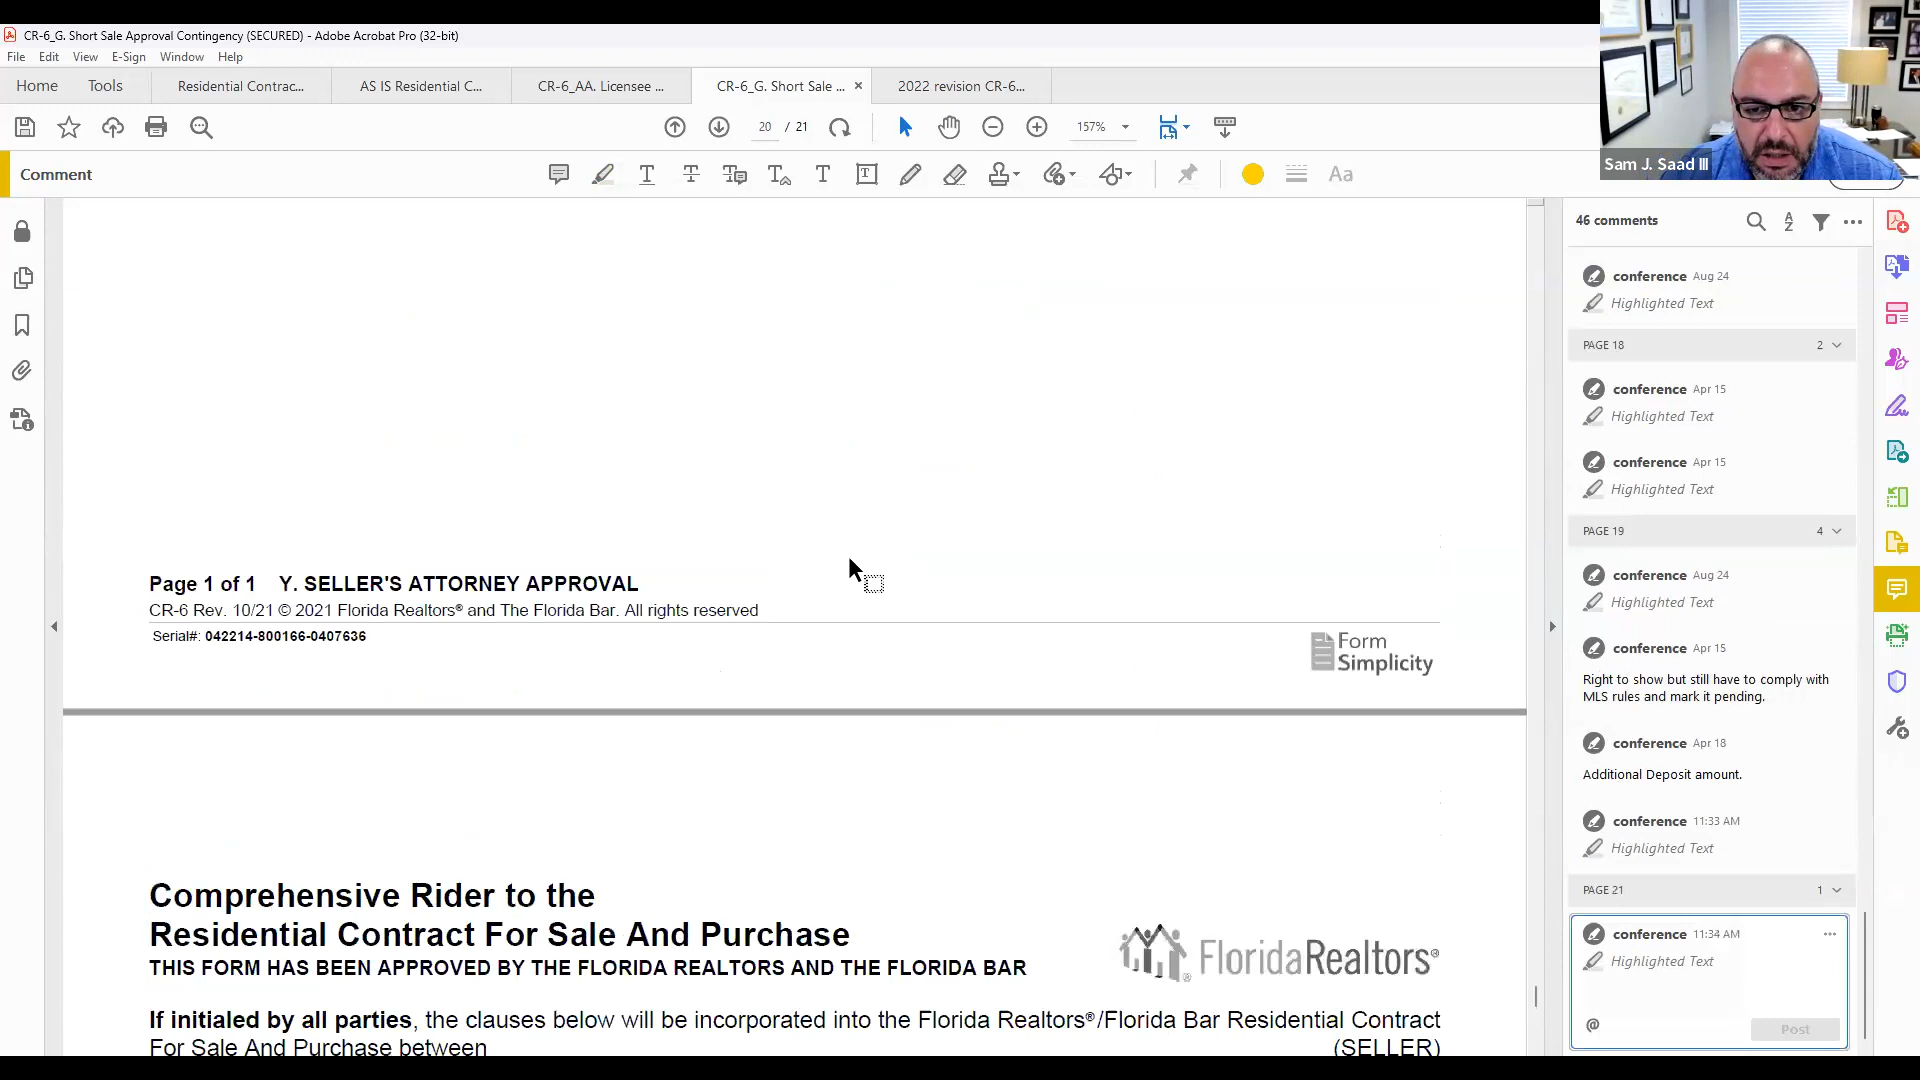 CR-6_G. Short Sale Approval Contingency (SECURED) - Adobe Acrobat Pro (32-bit)
File Edit View E-Sign Window Help
Home Tools Residential Contrac... AS IS Residential C... CR-6_AA. Licensee ... CR-6_G. Short Sale ... × 2022 revision CR-6...
20 / 21 157%
Comment
Aa
Sam J. Saad III
46 comments
conference Aug 24
Highlighted Text
PAGE 18 2
conference Apr 15
Highlighted Text
conference Apr 15
Highlighted Text
PAGE 19 4
conference Aug 24
Highlighted Text
conference Apr 15
Right to show but still have to comply with
MLS rules and mark it pending.
conference Apr 18
Additional Deposit amount.
conference 11:33 AM
Highlighted Text
PAGE 21 1
conference 11:34 AM
Highlighted Text
@ Post
Page 1 of 1 Y. SELLER'S ATTORNEY APPROVAL
CR-6 Rev. 10/21 © 2021 Florida Realtors® and The Florida Bar. All rights reserved
Serial#: 042214-800166-0407636
Form
Simplicity
Comprehensive Rider to the
Residential Contract For Sale And Purchase
THIS FORM HAS BEEN APPROVED BY THE FLORIDA REALTORS AND THE FLORIDA BAR
FloridaRealtors®
If initialed by all parties, the clauses below will be incorporated into the Florida Realtors®/Florida Bar Residential Contract
For Sale And Purchase between (SELLER)